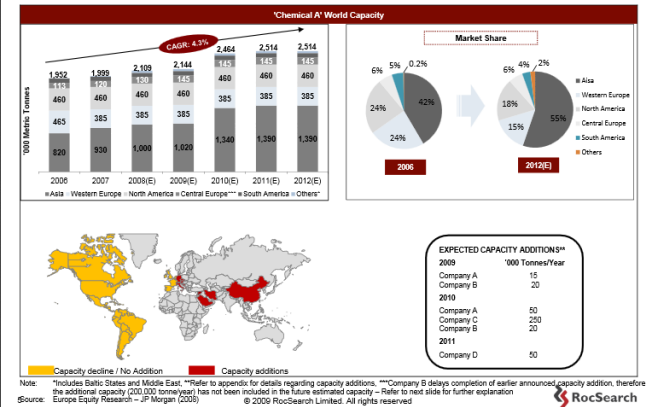 'Chemical A' World Capacity
CAGR: 4.3%
'000 Metric Tonnes
1,952 1,999 2,109 2,144 2,464 2,514 2,514
113 120 130 145 145 145 145
460 460 460 460 460 460 460
465 385 385 385 385 385 385
820 930 1,000 1,020 1,340 1,390 1,390
2006 2007 2008(E) 2009(E) 2010(E) 2011(E) 2012(E)
Asia Western Europe North America Central Europe*** South America Others*
Market Share
6% 5% 0.2%
24% 42%
24%
2006
6% 4% 2%
18% 55%
15%
2012(E)
Aisa
Western Europe
North America
Central Europe
South America
Others
Capacity decline / No Addition
Capacity additions
EXPECTED CAPACITY ADDITIONS**
2009 '000 Tonnes/Year
Company A 15
Company B 20
2010
Company A 50
Company C 250
Company B 20
2011
Company D 50
Note: *Includes Baltic States and Middle East, **Refer to appendix for details regarding capacity additions, ***Company B delays completion of earlier announced capacity addition, therefore
the additional capacity (200,000 tonne/year) has not been included in the future estimated capacity – Refer to next slide for further explanation
Source: Europe Equity Research – JP Morgan (2008)
© 2009 RocSearch Limited. All rights reserved
RocSearch